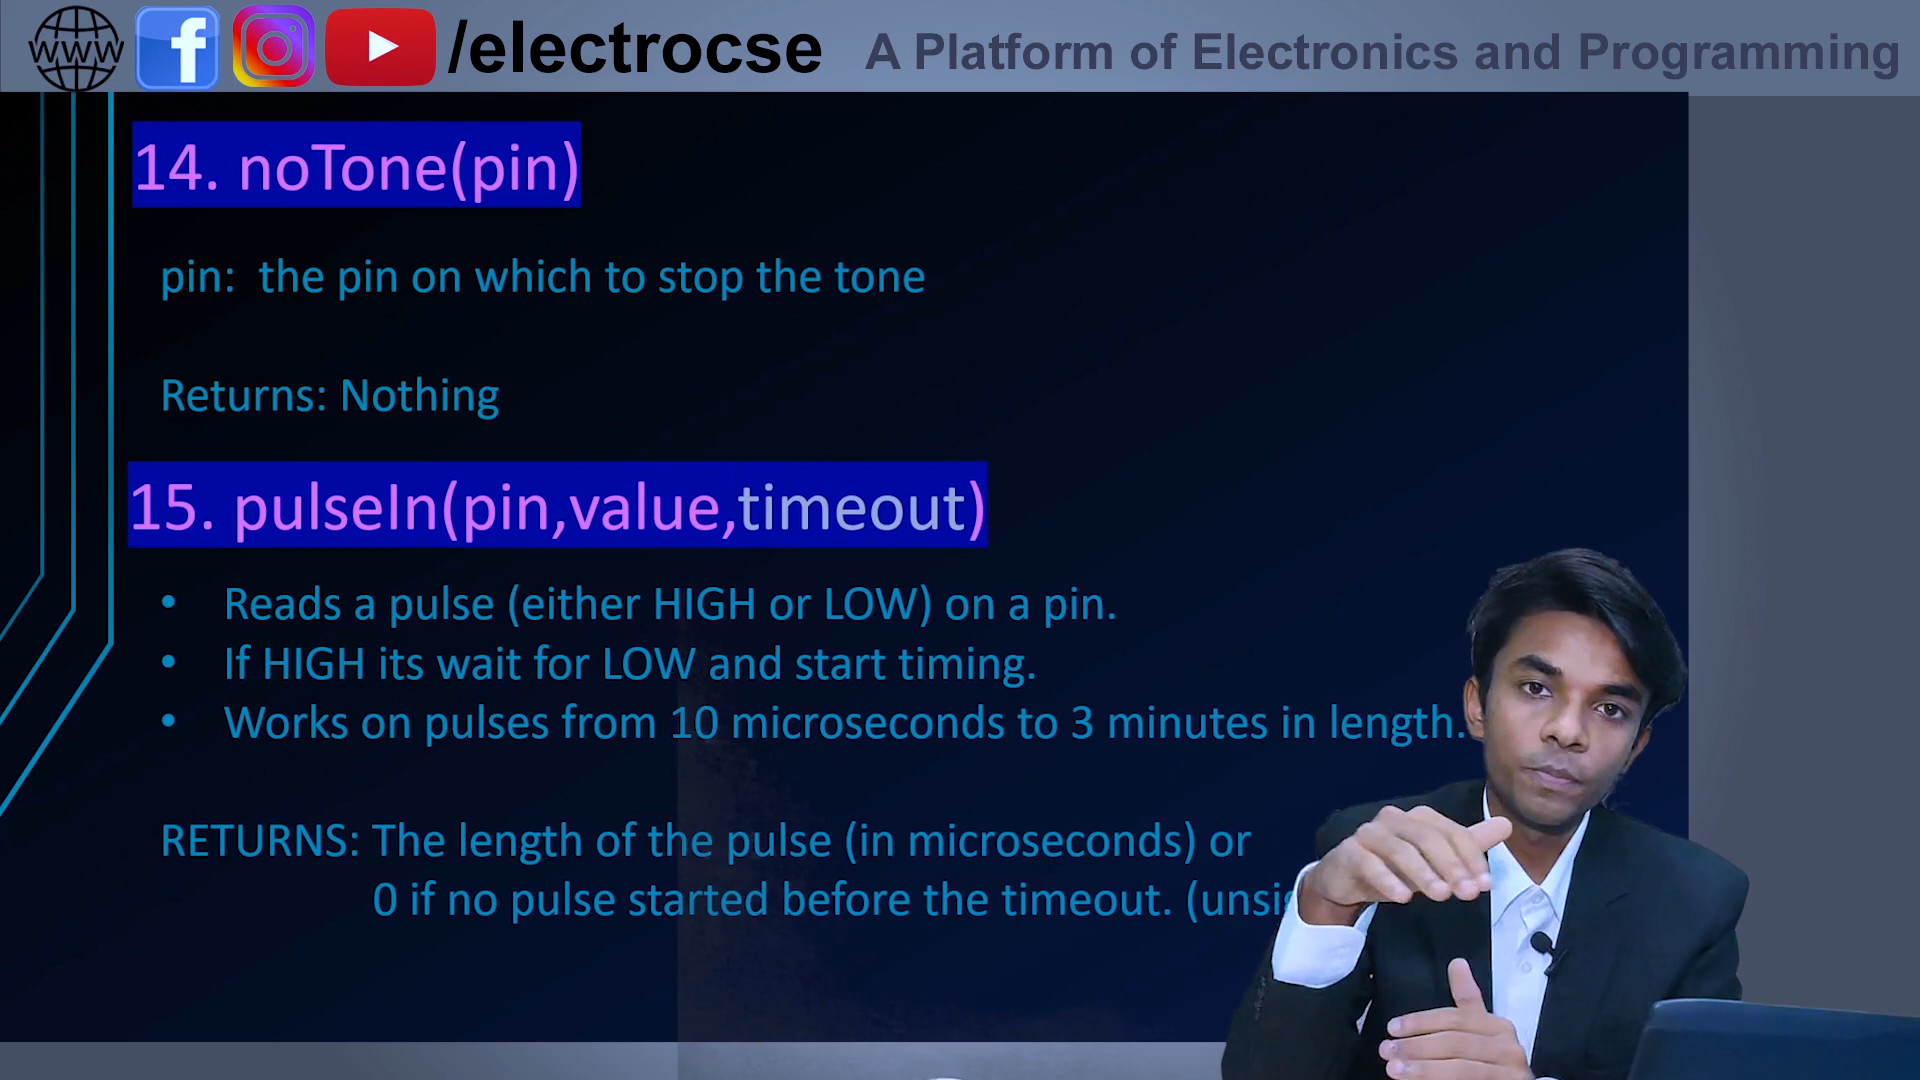 WWW f /electrocse A Platform of Electronics and Programming
14. noTone(pin)
pin: the pin on which to stop the tone
Returns: Nothing
15. pulseIn(pin,value,timeout)
• Reads a pulse (either HIGH or LOW) on a pin.
• If HIGH its wait for LOW and start timing.
• Works on pulses from 10 microseconds to 3 minutes in length.
RETURNS: The length of the pulse (in microseconds) or
0 if no pulse started before the timeout.